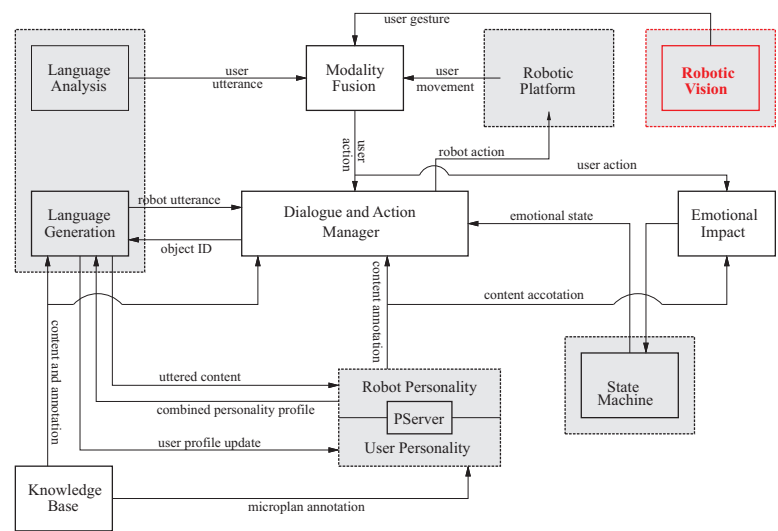 user gesture
Language
Analysis
user
utterance
Modality
Fusion
user
movement
Robotic
Platform
Robotic
Vision
user
action
robot action
user action
Language
Generation
robot utterance
object ID
Dialogue and Action
Manager
emotional state
Emotional
Impact
content and annotation
content annotation
content accotation
uttered content
combined personality profile
user profile update
Robot Personality
PServer
User Personality
State
Machine
Knowledge
Base
microplan annotation